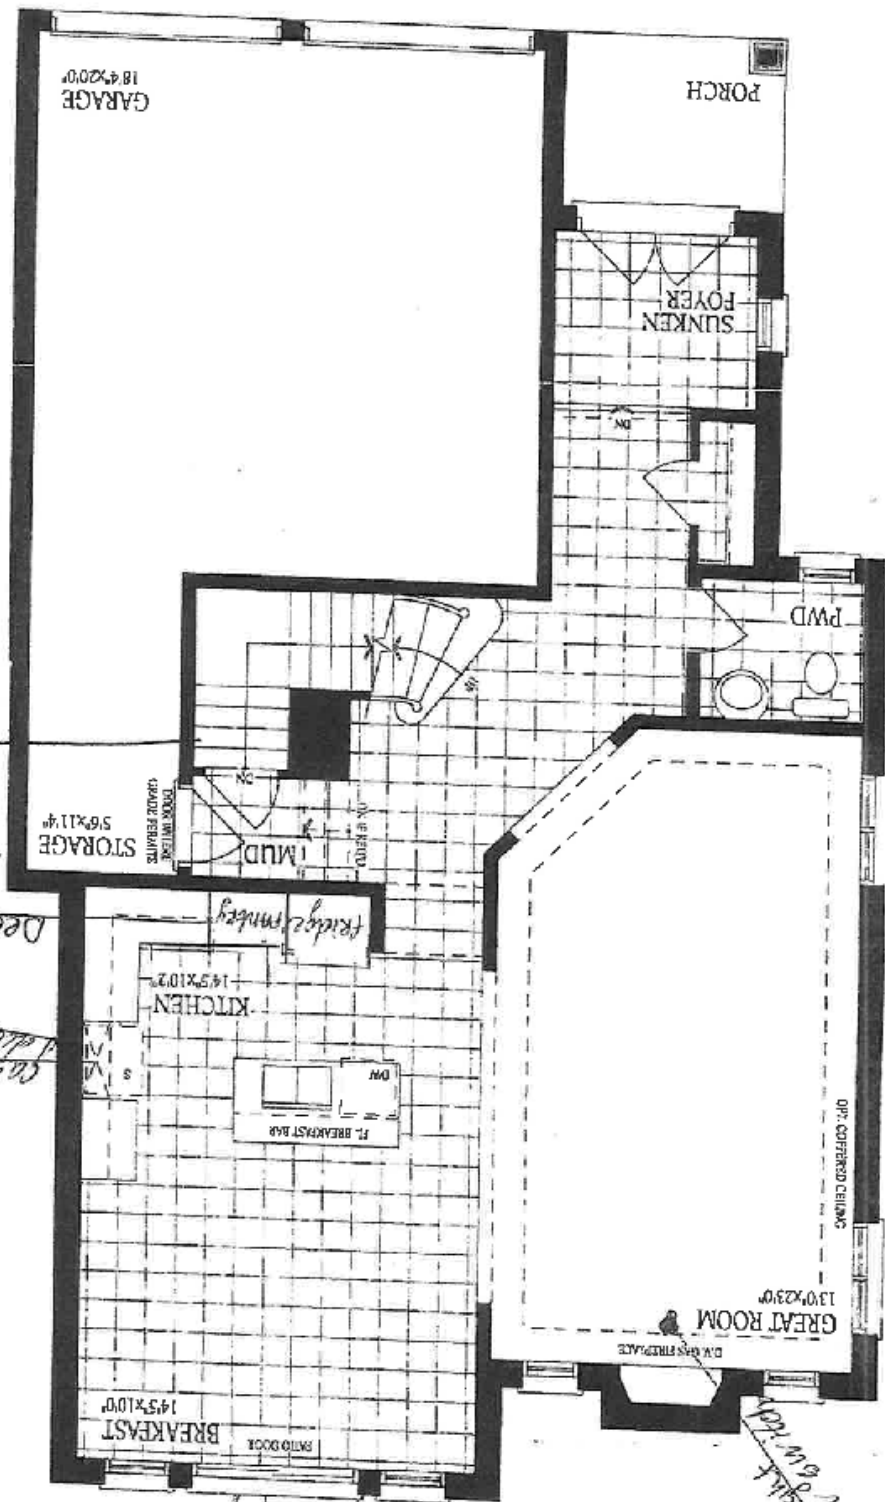 BREAKFAST
14'5"x10'0"
PATIO DOOR
D.V. GAS FIREPLACE
GREAT ROOM
13'0"x23'0"
OPT. COFFERED CEILING
FL. BREAKFAST BAR
DW
S
KITCHEN
14'5"x10'2"
fridge
Pantry
MUD
DN
UP
STORAGE
5'6"x11'4"
DOOR WHERE
GRADE PERMITS
PWD
DN
SUNKEN
FOYER
PORCH
GARAGE
18'4"x20'0"